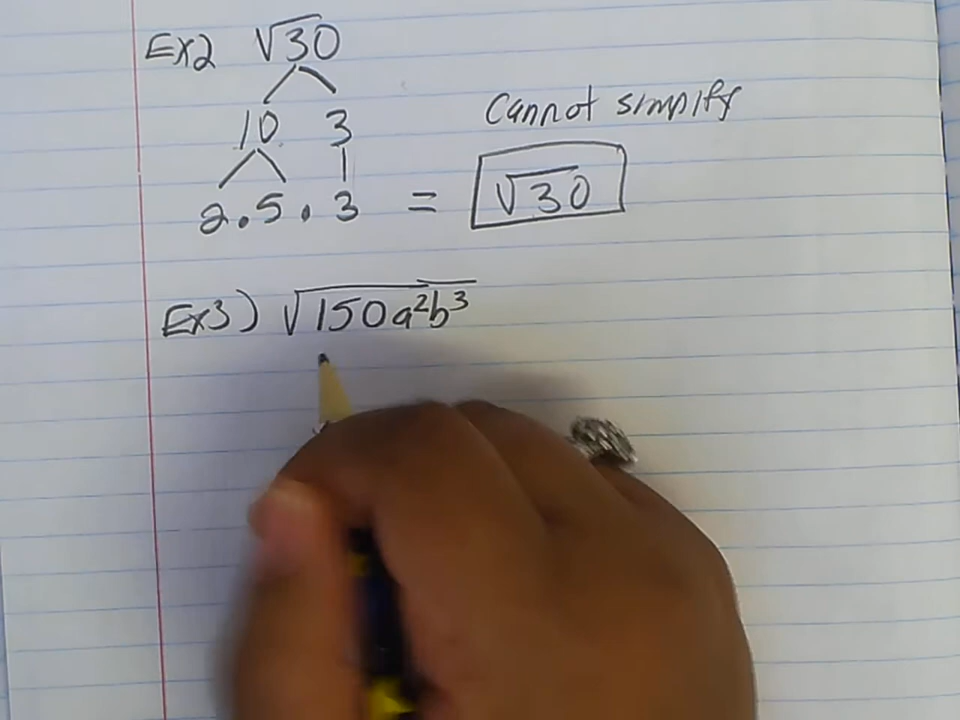 Ex2 √30
10 3 Cannot simplify
2.5.3 = √30
Ex3) √150a²b³